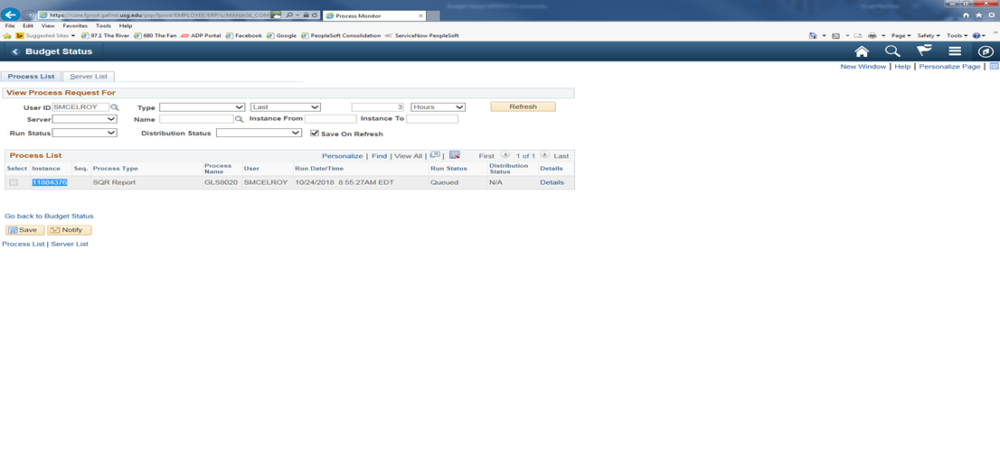 https://core.fprod.gafirst.usg.edu/psp/fprod/EMPLOYEE/ERP/c/MANAGE_COM
Process Monitor
File Edit View Favorites Tools Help
Suggested Sites 97.1 The River 680 The Fan ADP Portal Facebook Google PeopleSoft Consolidation ServiceNow PeopleSoft Page Safety Tools
Budget Status
New Window | Help | Personalize Page |
Process List Server List
View Process Request For
User ID SMCELROY Type Last 3 Hours Refresh
Server Name Instance From Instance To
Run Status Distribution Status Save On Refresh
Process List Personalize | Find | View All | | First 1 of 1 Last
Select Instance Seq. Process Type Process Name User Run Date/Time Run Status Distribution Status Details
11884376 SQR Report GLS8020 SMCELROY 10/24/2018 8:55:27AM EDT Queued N/A Details
Go back to Budget Status
Save Notify
Process List | Server List